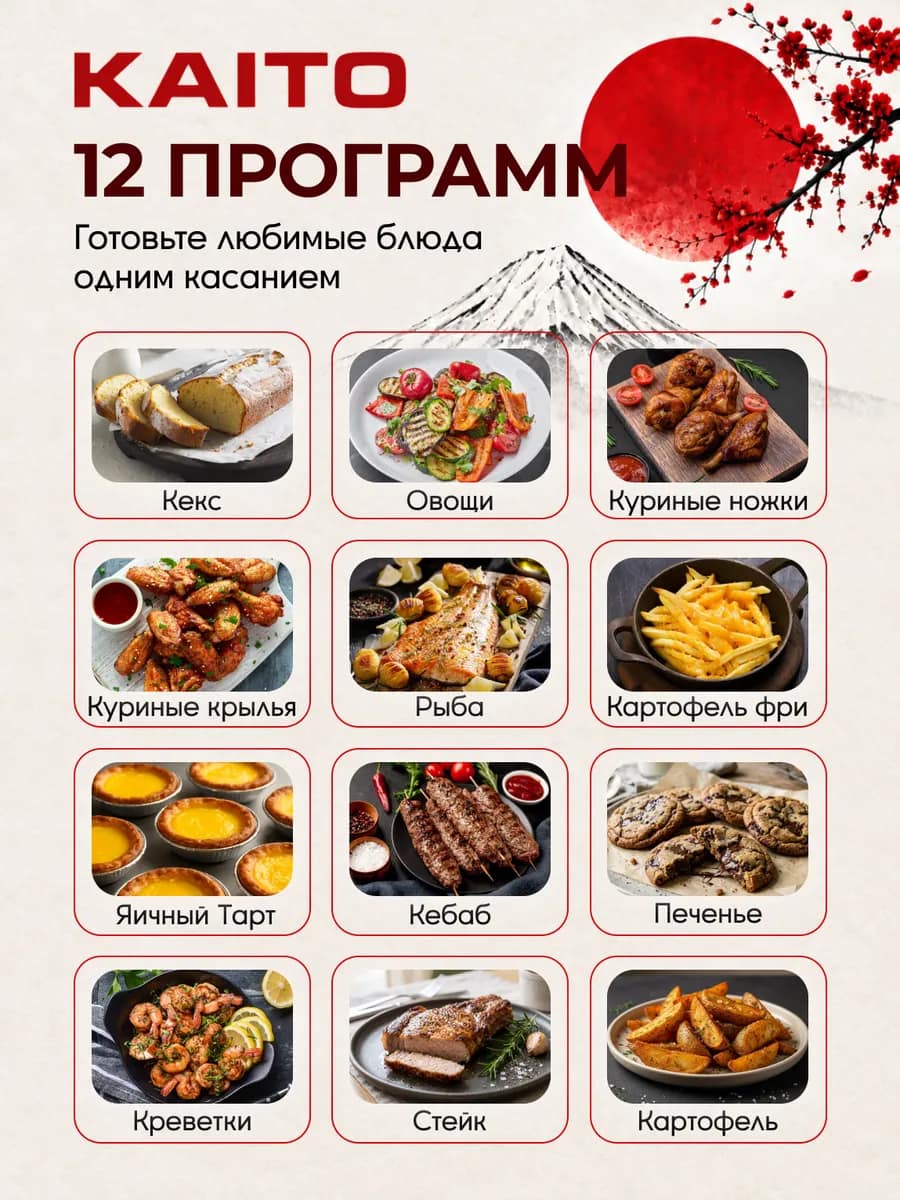 KAITO
12 ПРОГРАММ
Готовьте любимые блюда
одним касанием
Кекс
Овощи
Куриные ножки
Куриные крылья
Рыба
Картофель фри
Яичный Тарт
Кебаб
Печенье
Креветки
Стейк
Картофель